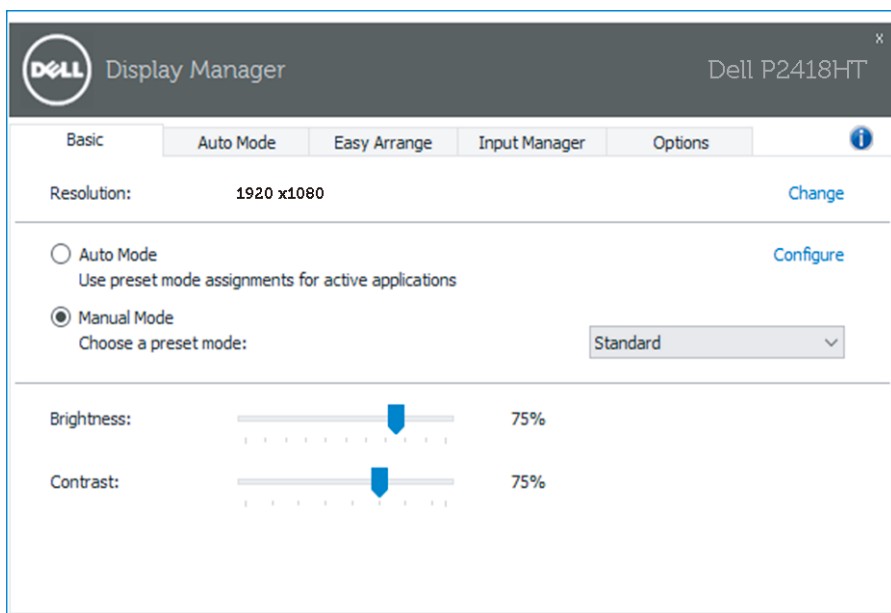 DELL Display Manager Dell P2418HT x
Basic Auto Mode Easy Arrange Input Manager Options i
Resolution: 1920 x1080 Change
Auto Mode Configure
Use preset mode assignments for active applications
Manual Mode
Choose a preset mode: Standard
Brightness: 75%
Contrast: 75%